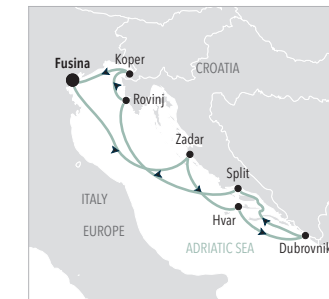 Fusina
Koper
CROATIA
Rovinj
Zadar
Split
ITALY
Hvar
EUROPE
ADRIATIC SEA
Dubrovnik